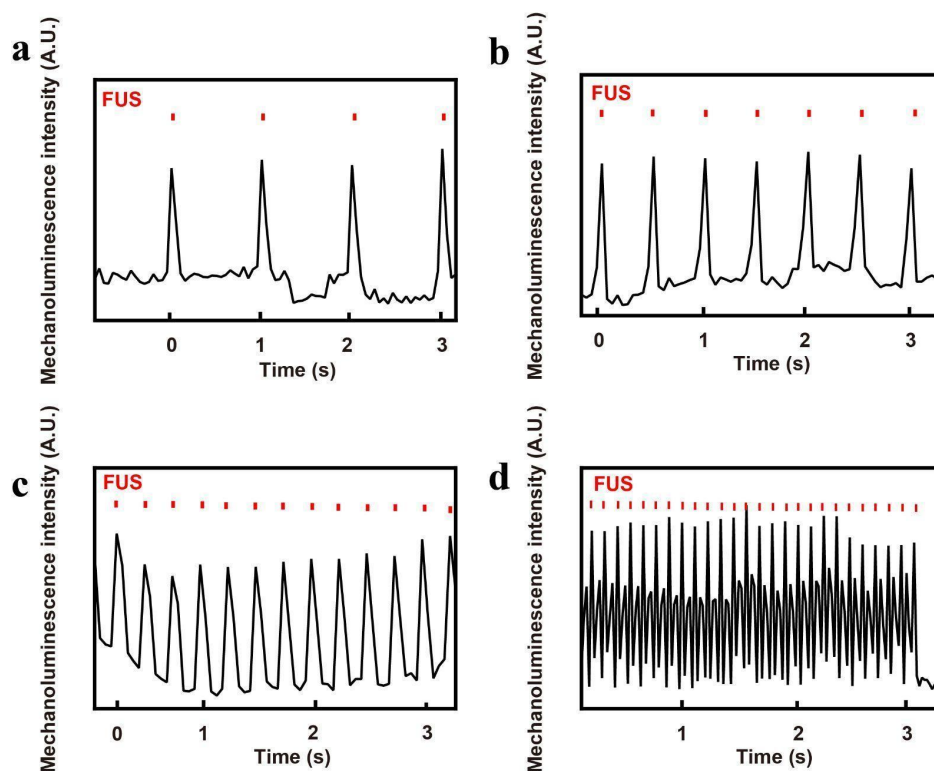 a
Mechanoluminescence intensity (A.U.)
FUS
0 1 2 3
Time (s)
b
Mechanoluminescence intensity (A.U.)
FUS
0 1 2 3
Time (s)
c
Mechanoluminescence intensity (A.U.)
FUS
0 1 2 3
Time (s)
d
Mechanoluminescence intensity (A.U.)
FUS
1 2 3
Time (s)